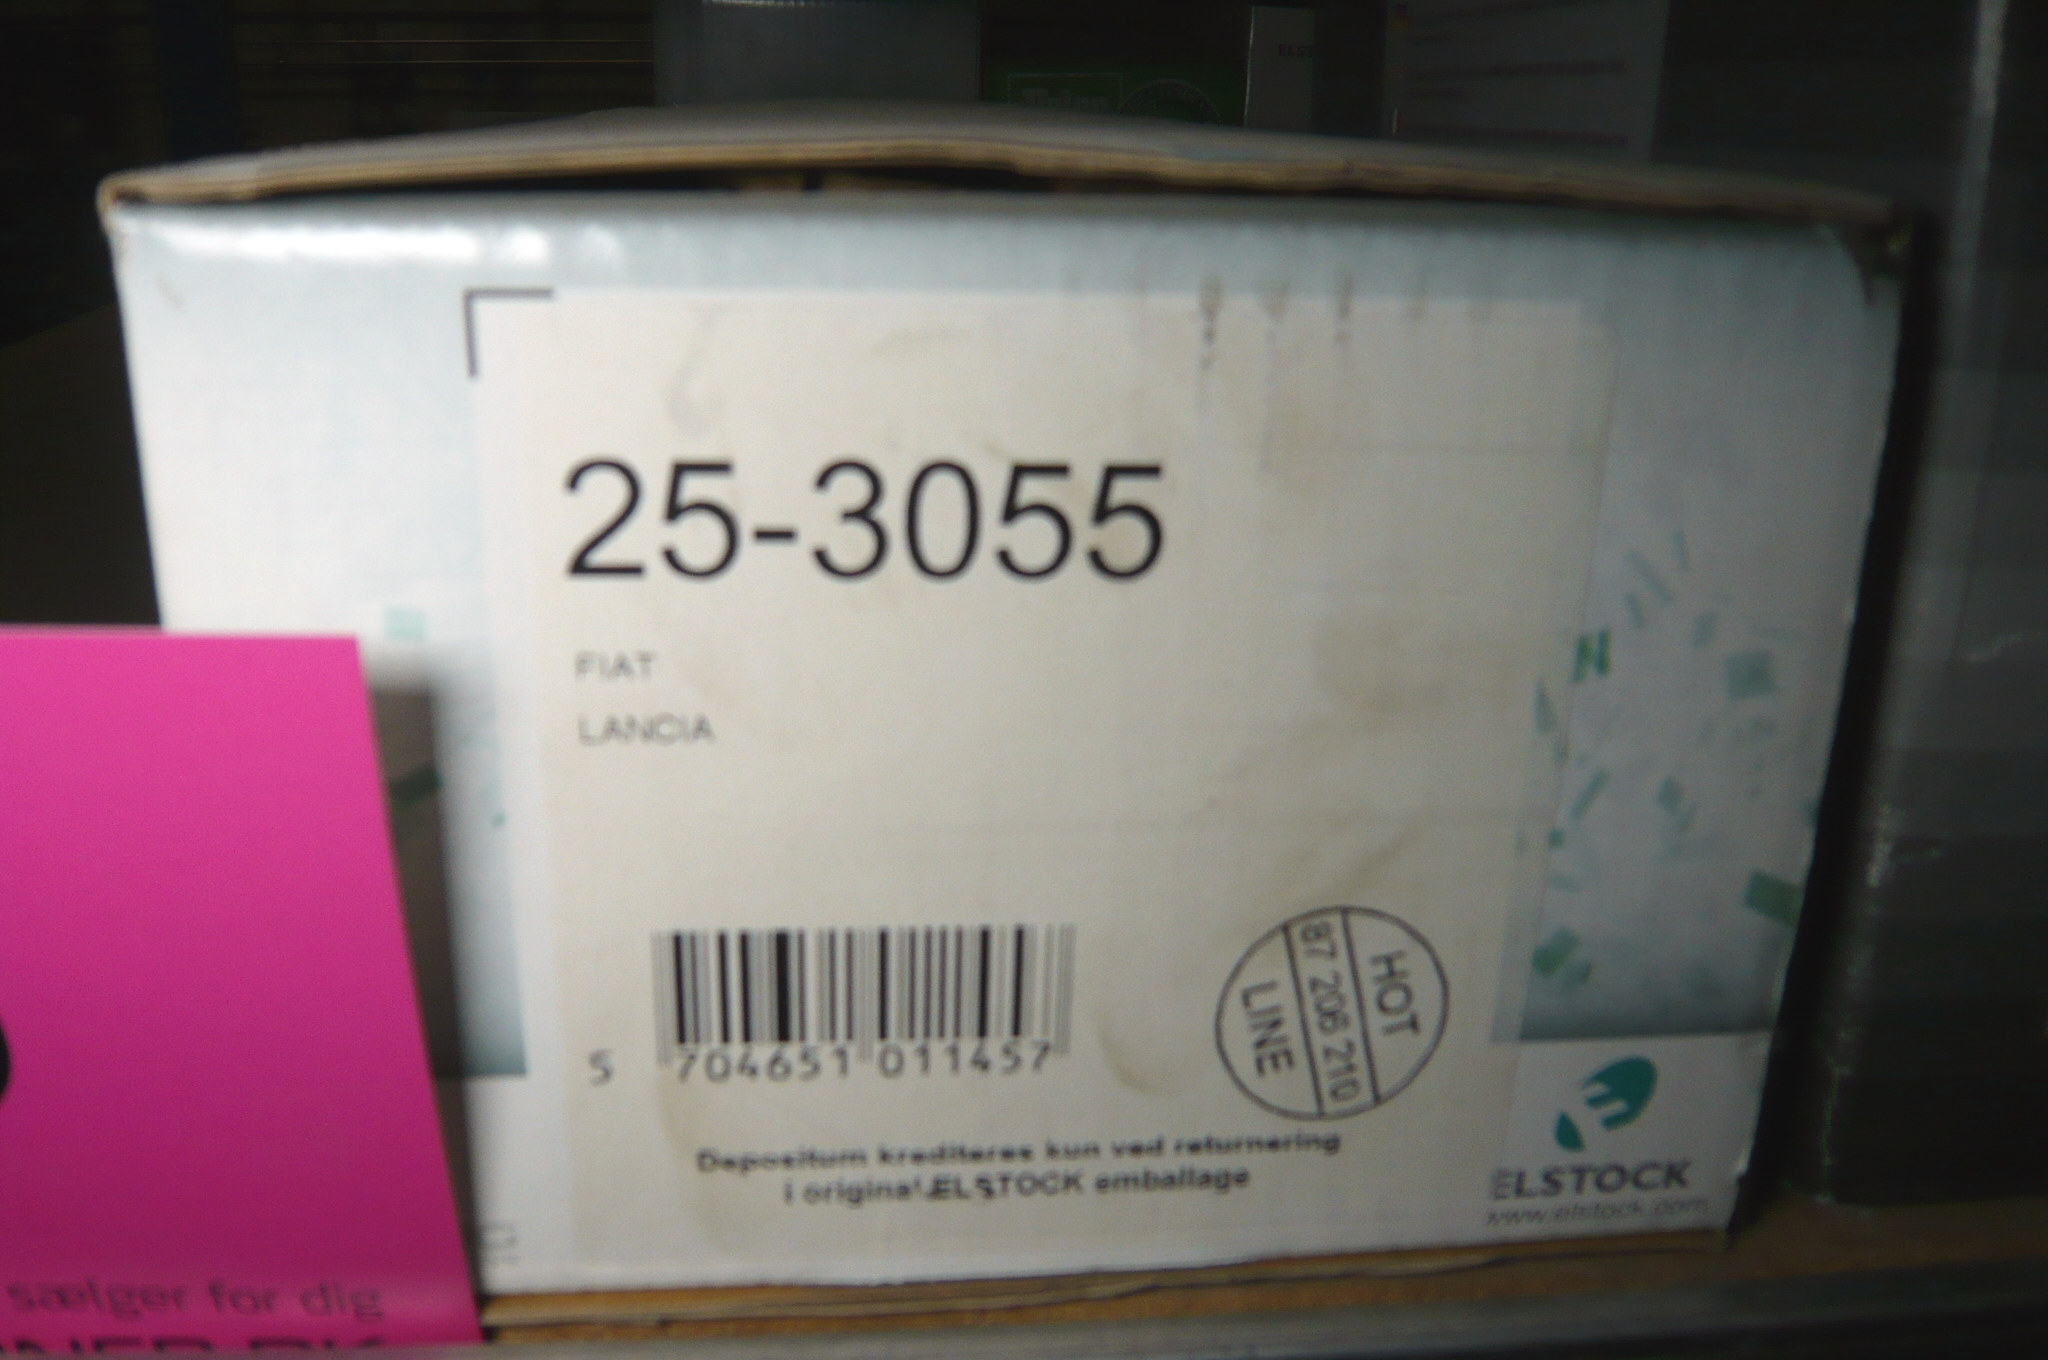 25-3055
FIAT
LANCIA
5 704651 011457
HOT
87 206 210
LINE
Depositum krediteres kun ved returnering
i original ELSTOCK emballage
ELSTOCK
www.elstock.com
sælger for dig